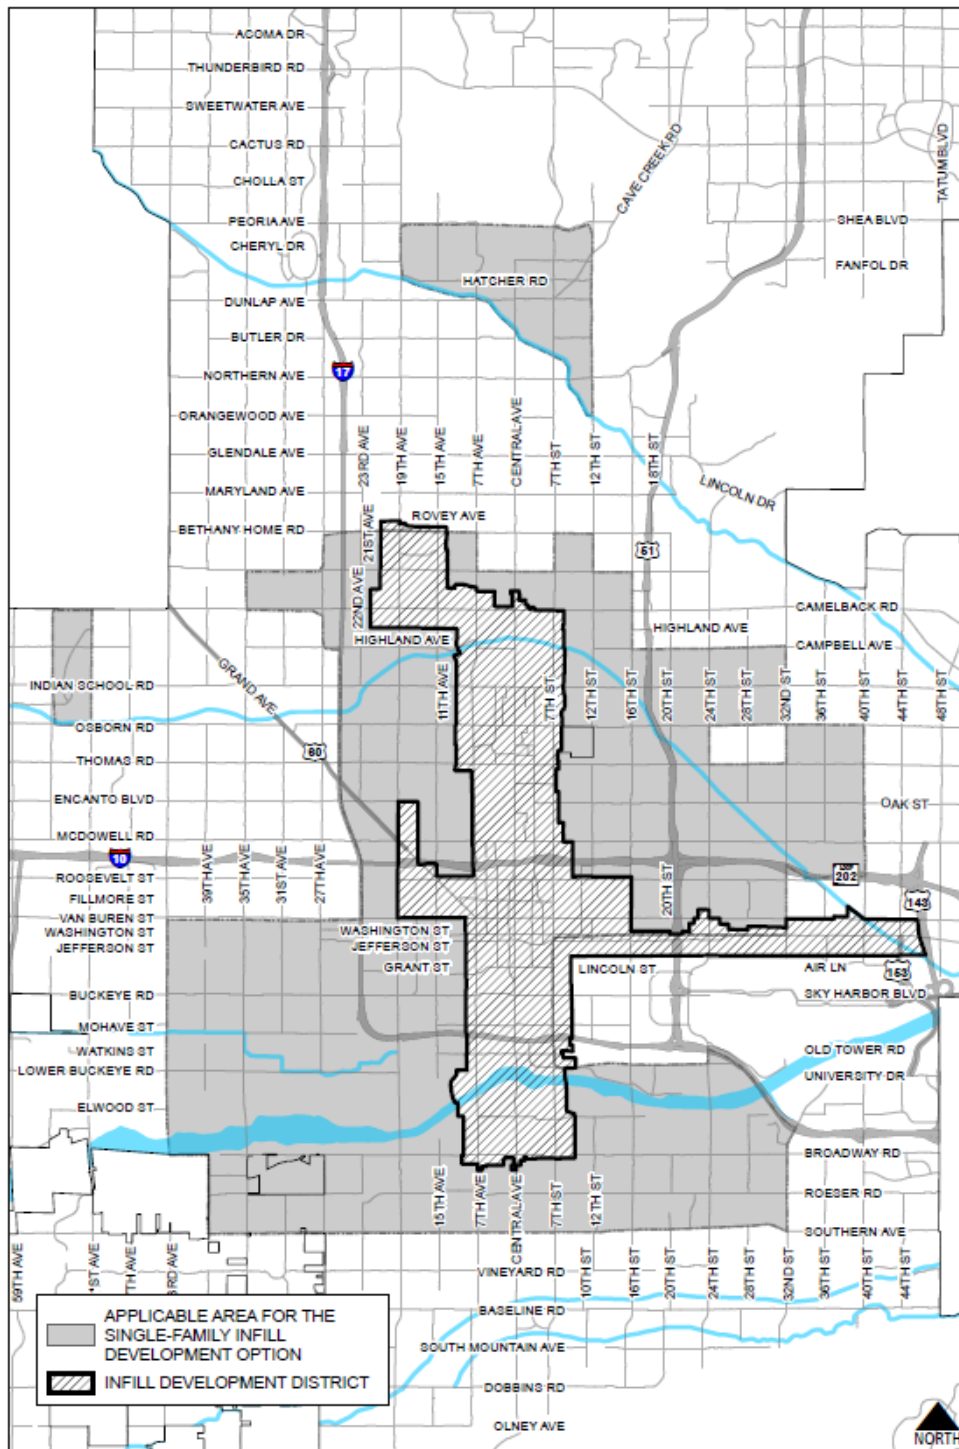 ACOMA DR
THUNDERBIRD RD
SWEETWATER AVE
CACTUS RD
CHOLLA ST
PEORIA AVE
CHERYL DR
DUNLAP AVE
BUTLER DR
NORTHERN AVE
ORANGEWOOD AVE
GLENDALE AVE
MARYLAND AVE
BETHANY HOME RD
CAVE CREEK RD
TATUM BLVD
SHEA BLVD
FANFOL DR
HATCHER RD
17
23RD AVE
19TH AVE
15TH AVE
7TH AVE
CENTRAL AVE
7TH ST
12TH ST
18TH ST
LINCOLN DR
ROVEY AVE
21ST AVE
22ND AVE
51
CAMELBACK RD
HIGHLAND AVE
HIGHLAND AVE
CAMPBELL AVE
GRAND AVE
INDIAN SCHOOL RD
OSBORN RD
THOMAS RD
ENCANTO BLVD
MCDOWELL RD
60
11TH AVE
7TH ST
12TH ST
16TH ST
20TH ST
24TH ST
28TH ST
32ND ST
36TH ST
40TH ST
44TH ST
48TH ST
OAK ST
10
ROOSEVELT ST
FILLMORE ST
VAN BUREN ST
WASHINGTON ST
JEFFERSON ST
39TH AVE
35TH AVE
31ST AVE
27TH AVE
20TH ST
LOOP
202
143
153
WASHINGTON ST
JEFFERSON ST
GRANT ST
LINCOLN ST
AIR LN
SKY HARBOR BLVD
BUCKEYE RD
MOHAVE ST
WATKINS ST
LOWER BUCKEYE RD
ELWOOD ST
OLD TOWER RD
UNIVERSITY DR
BROADWAY RD
ROESER RD
SOUTHERN AVE
15TH AVE
7TH AVE
CENTRAL AVE
7TH ST
12TH ST
59TH AVE
VINEYARD RD
BASELINE RD
SOUTH MOUNTAIN AVE
DOBBINS RD
OLNEY AVE
10TH ST
16TH ST
20TH ST
24TH ST
28TH ST
32ND ST
36TH ST
40TH ST
44TH ST
APPLICABLE AREA FOR THE
SINGLE-FAMILY INFILL
DEVELOPMENT OPTION
INFILL DEVELOPMENT DISTRICT
NORTH